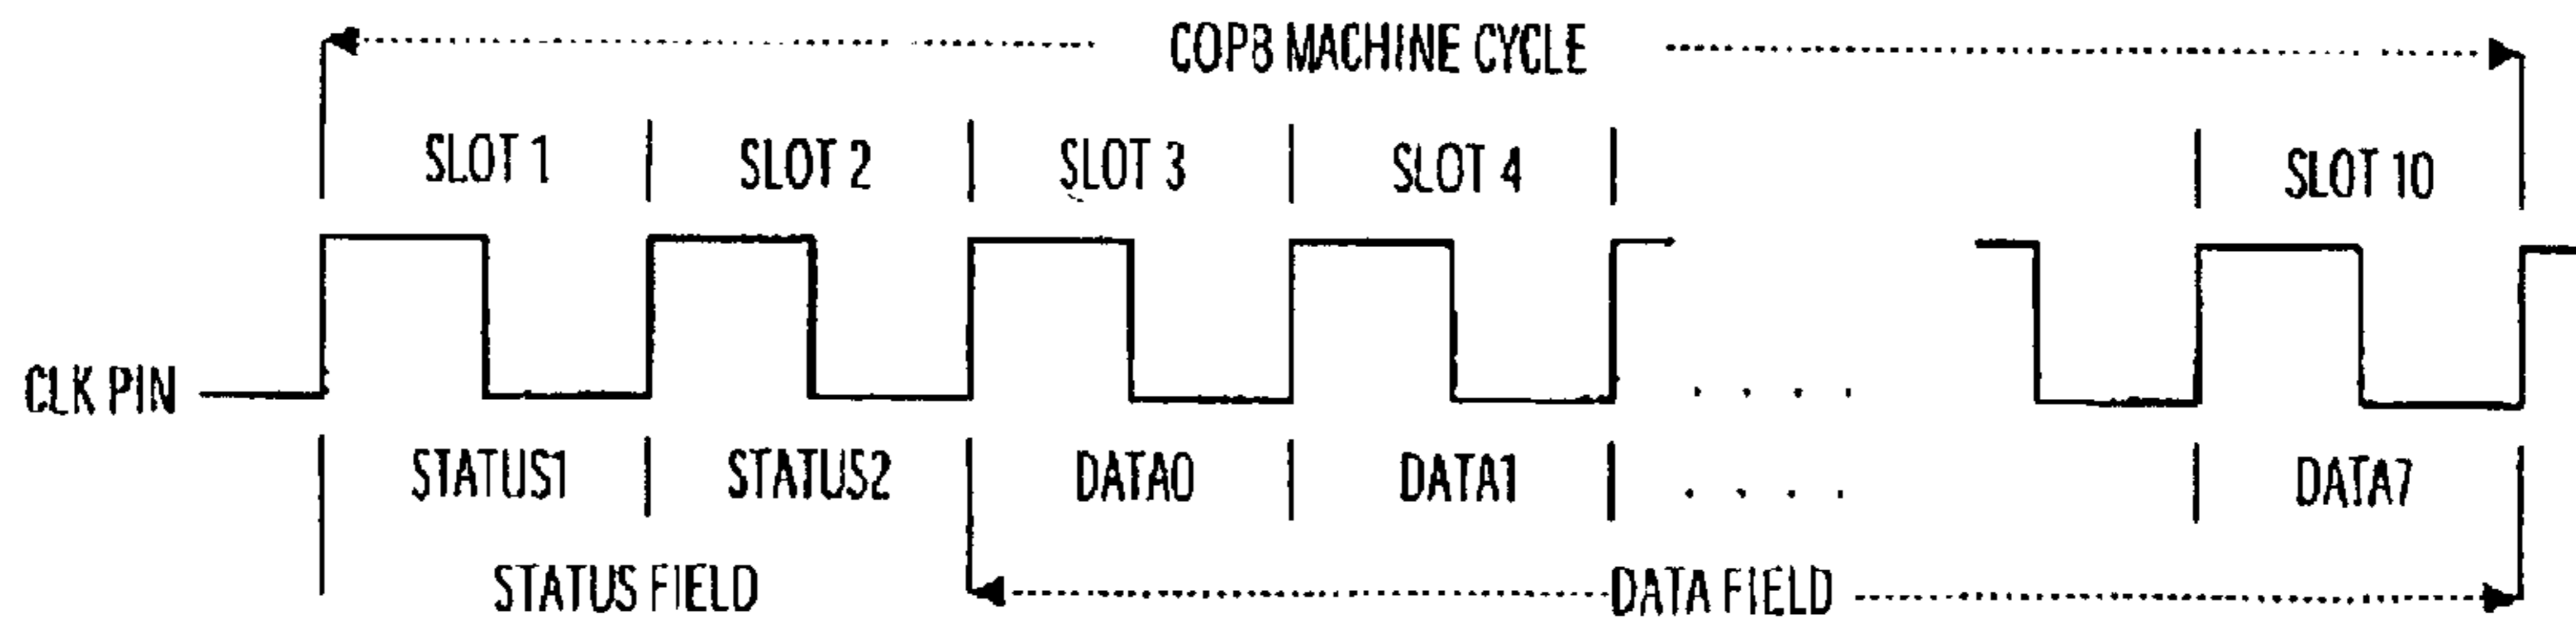 COP8 MACHINE CYCLE
SLOT 1 SLOT 2 SLOT 3 SLOT 4 SLOT 10
CLK PIN
STATUS1 STATUS2 DATA0 DATA1 . . . . DATA7
STATUS FIELD DATA FIELD